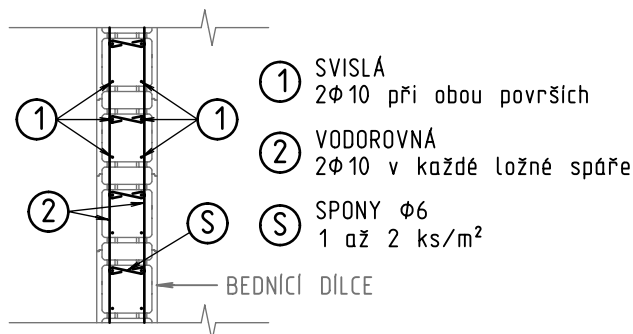 1 SVISLÁ
2Φ10 při obou površích
1 1
2 VODOROVNÁ
2Φ10 v každé ložné spáře
2
S
S SPONY Φ6
1 až 2 ks/m²
BEDNÍCÍ DÍLCE